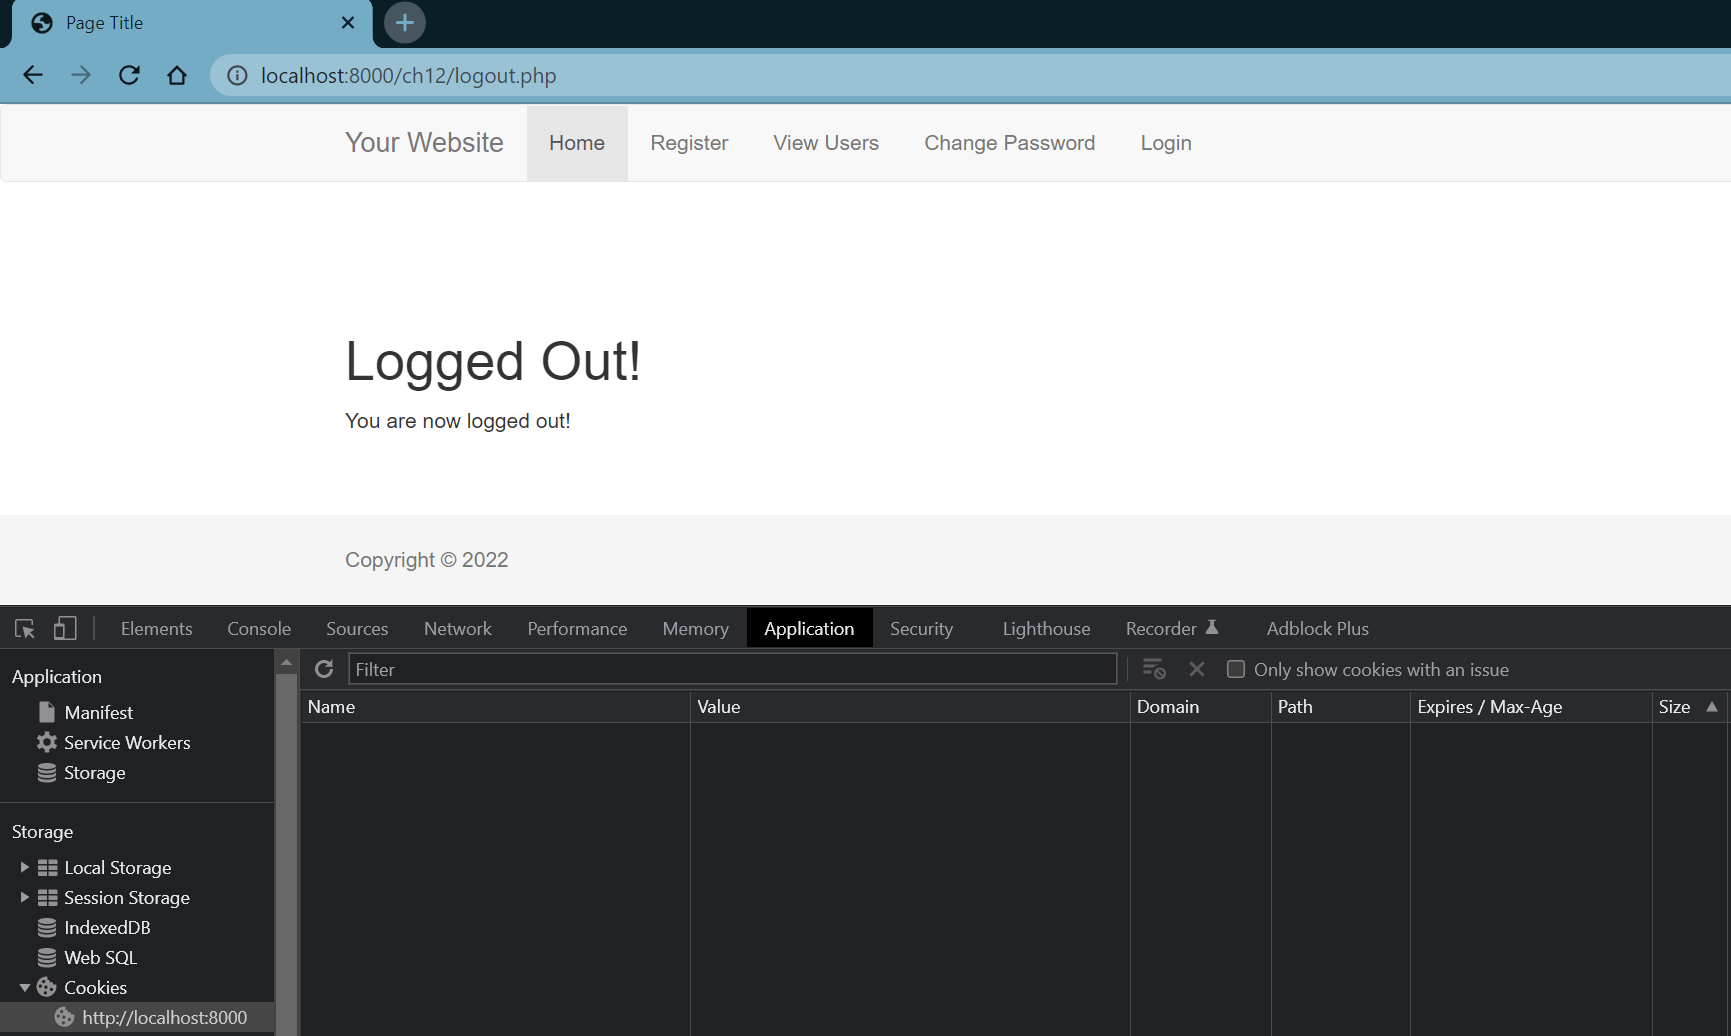 Page Title
localhost:8000/ch12/logout.php
Your Website Home Register View Users Change Password Login
Logged Out!
You are now logged out!
Copyright © 2022
Elements Console Sources Network Performance Memory Application Security Lighthouse Recorder Adblock Plus
Application
Manifest
Service Workers
Storage
Storage
Local Storage
Session Storage
IndexedDB
Web SQL
Cookies
http://localhost:8000
Filter Only show cookies with an issue
Name Value Domain Path Expires / Max-Age Size